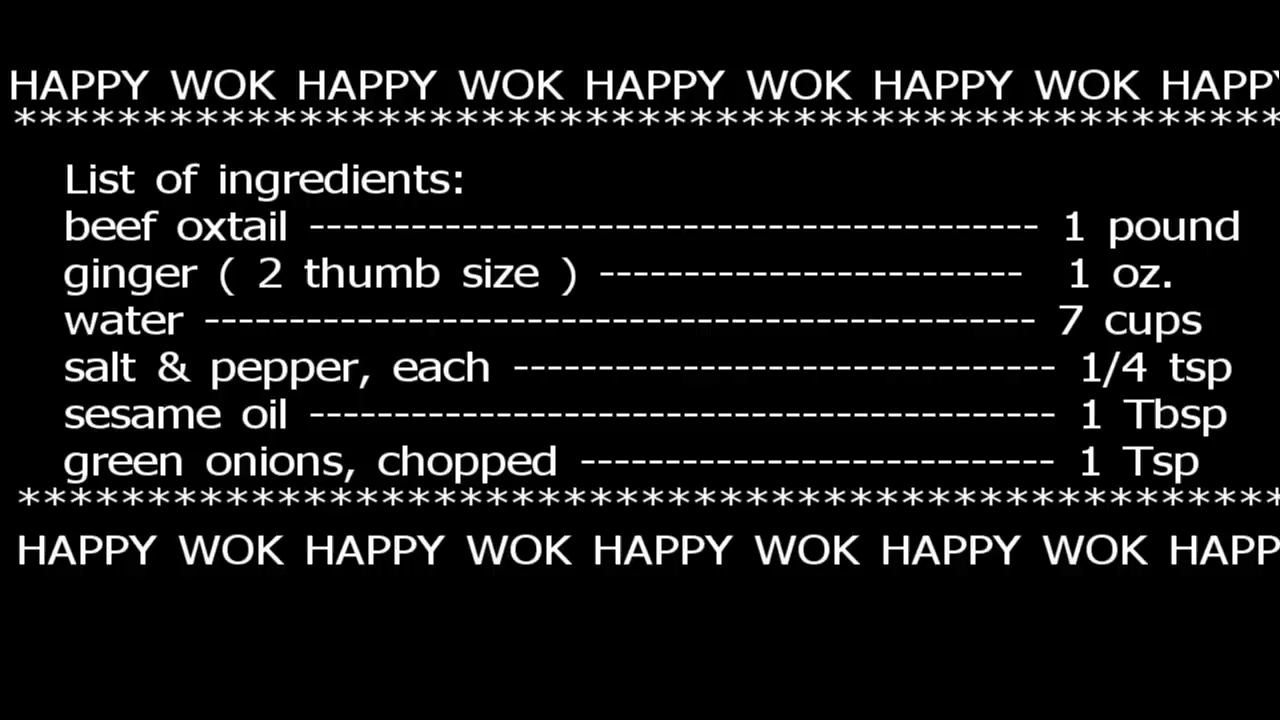 HAPPY WOK HAPPY WOK HAPPY WOK HAPPY WOK HAPPY
*************************************************
List of ingredients:
beef oxtail ------------------------------------------- 1 pound
ginger ( 2 thumb size ) ------------------------- 1 oz.
water ------------------------------------------------- 7 cups
salt & pepper, each -------------------------------- 1/4 tsp
sesame oil -------------------------------------------- 1 Tbsp
green onions, chopped ---------------------------- 1 Tsp
*************************************************
HAPPY WOK HAPPY WOK HAPPY WOK HAPPY WOK HAPP